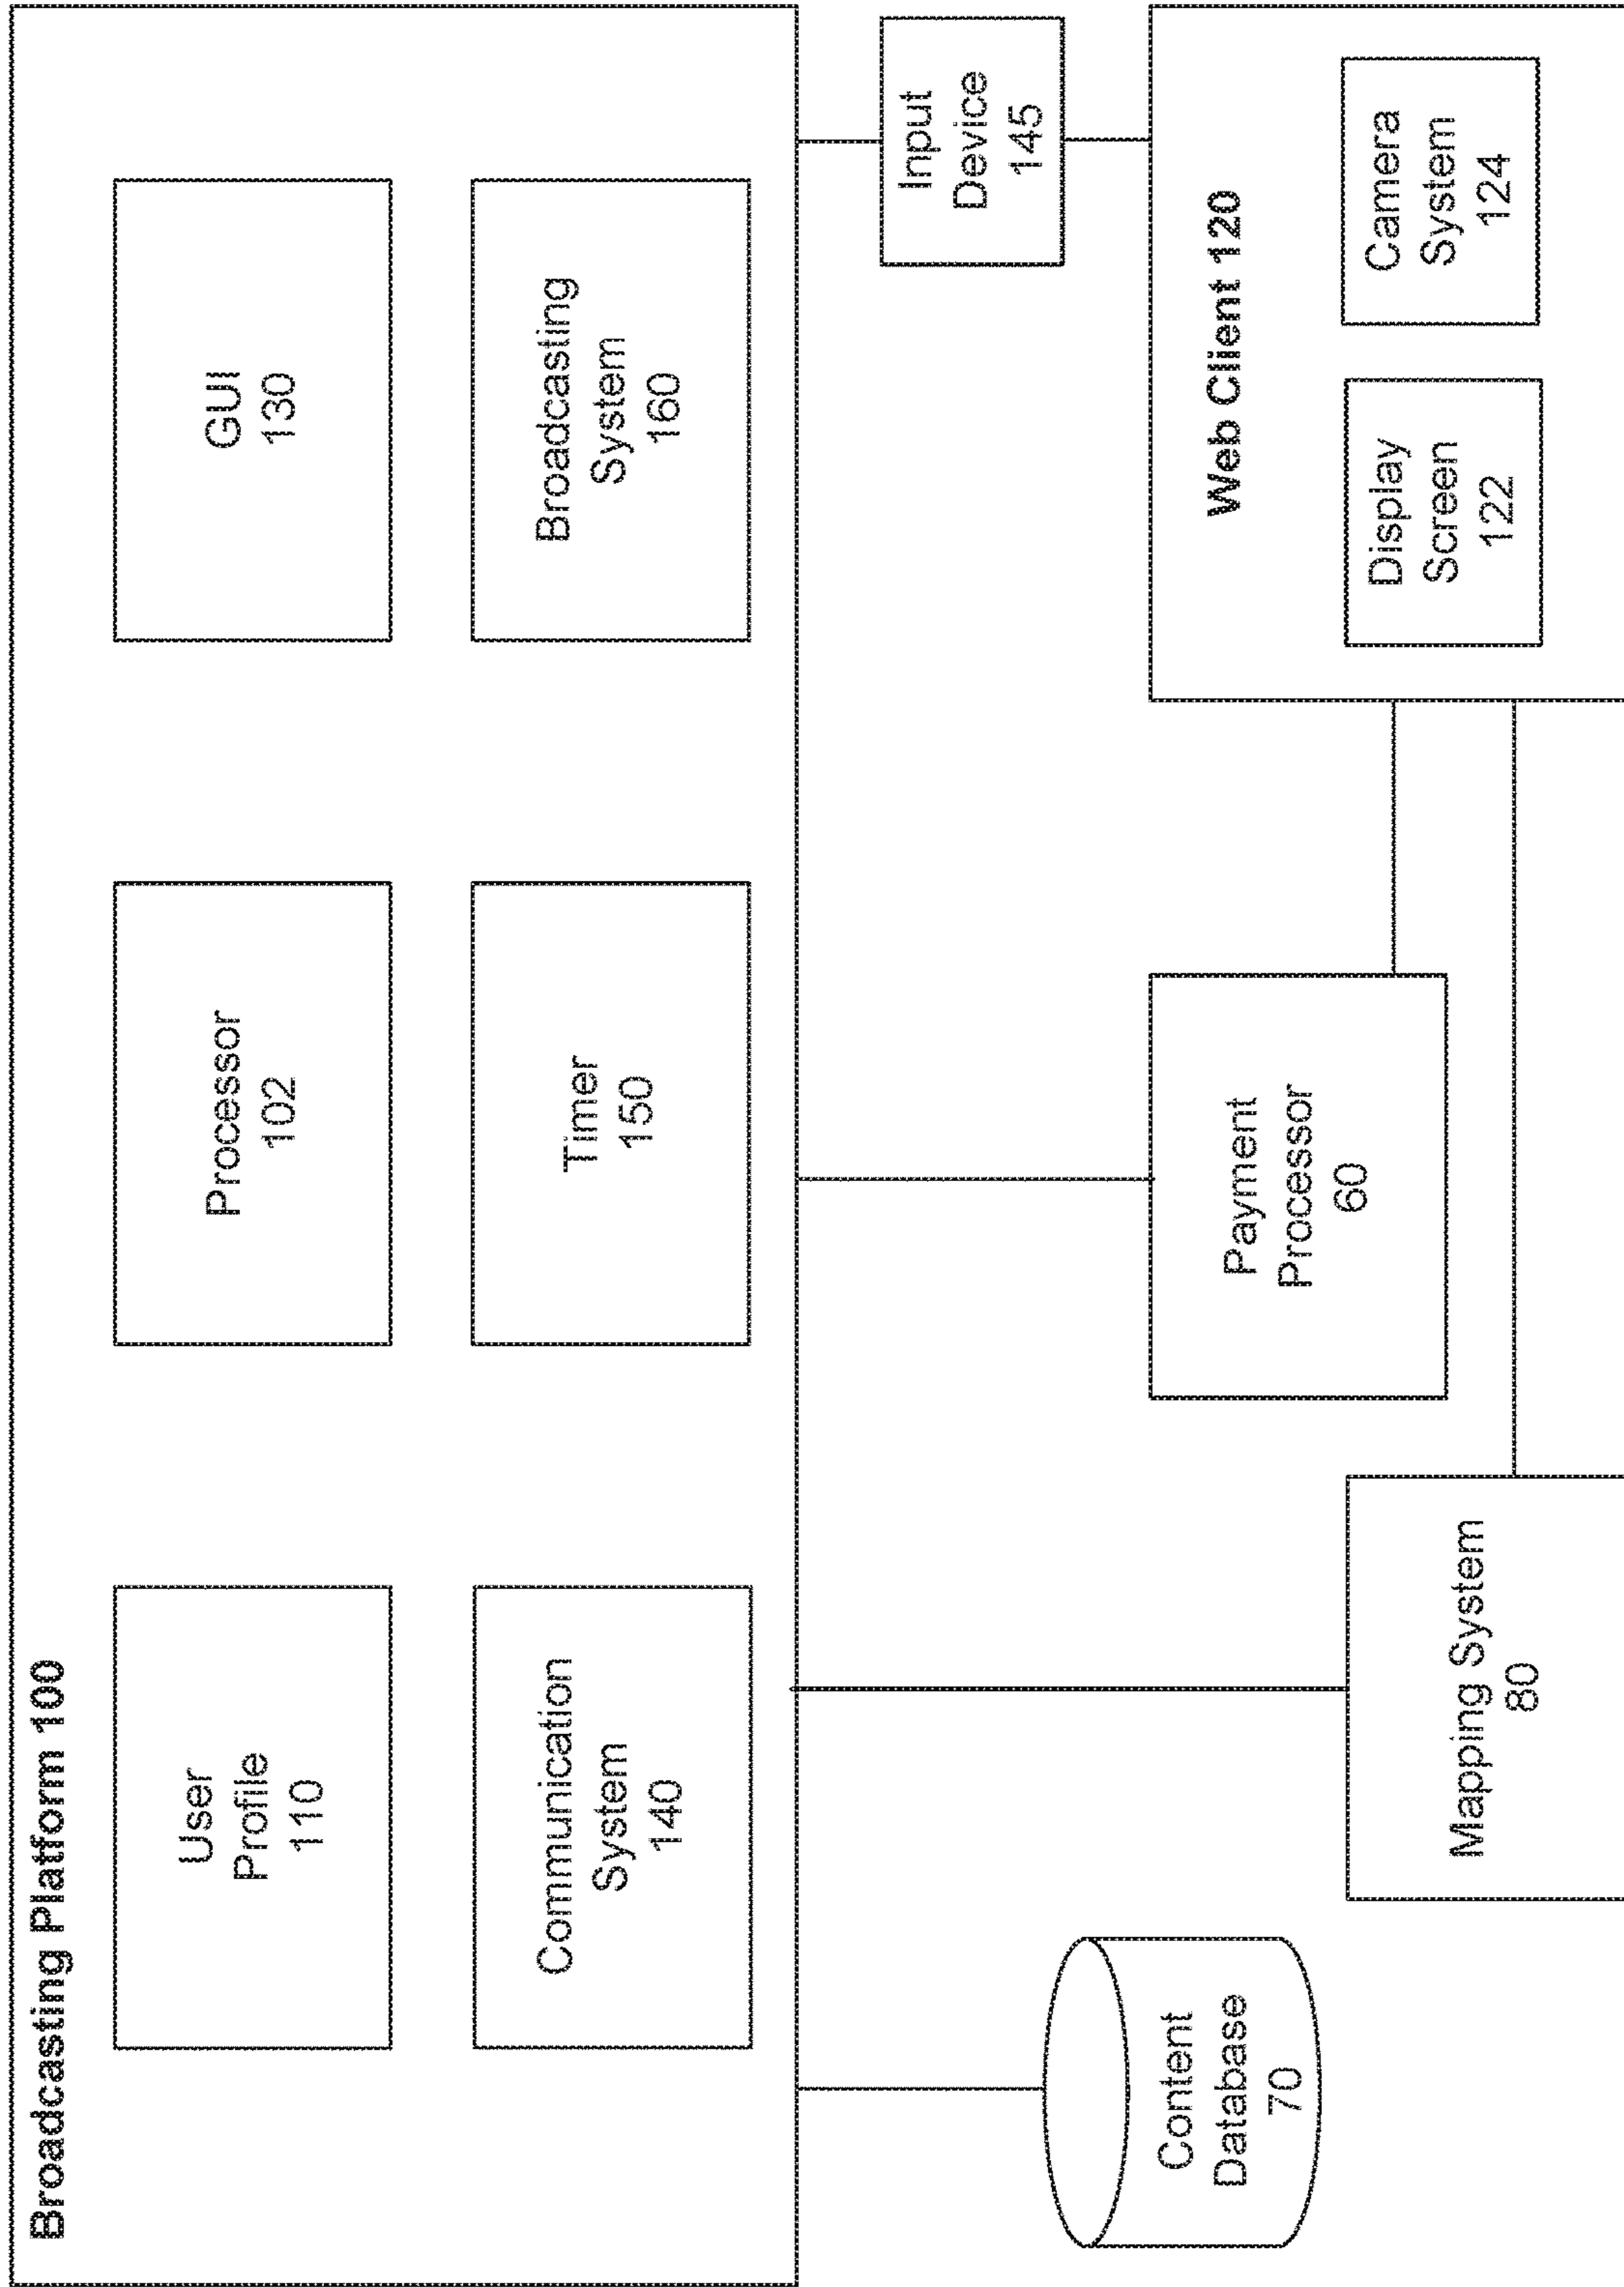 Broadcasting Platform 100
User
Profile
110
Processor
102
GUI
130
Communication
System
140
Timer
150
Broadcasting
System
160
Content
Database
70
Mapping System
80
Payment
Processor
60
Input
Device
145
Web Client 120
Display
Screen
122
Camera
System
124